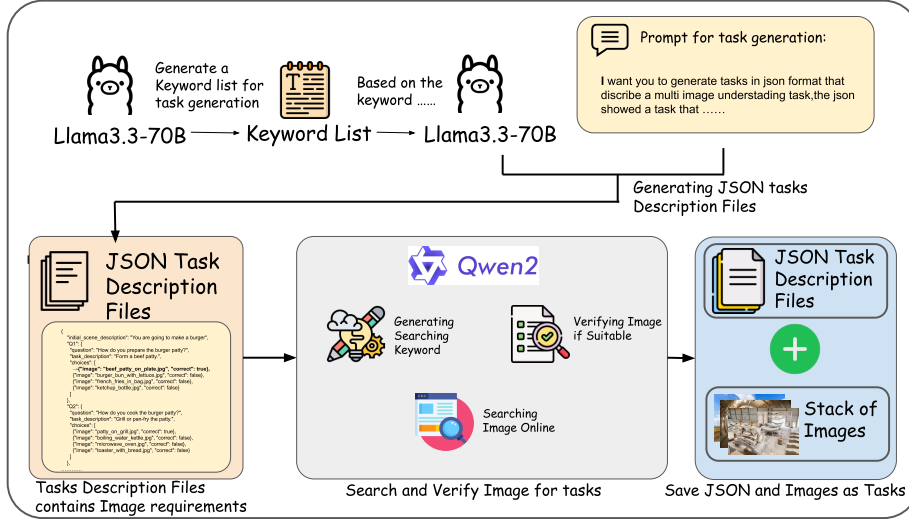 Generate a
Keyword list for
task generation
Based on the
keyword ......
Llama3.3-70B
Keyword List
Llama3.3-70B
Prompt for task generation:
I want you to generate tasks in json format that
discribe a multi image understading task,the json
showed a task that ......
Generating JSON tasks
Description Files
JSON Task
Description
Files
{
"initial_scene_description": "You are going to make a burger",
"Q1": {
"question": "How do you prepare the burger patty?",
"task_description": "Form a beef patty.",
"choices": [
{"image": "beef_patty_on_plate.jpg", "correct": true},
{"image": "burger_bun_with_lettuce.jpg", "correct": false},
{"image": "french_fries_in_bag.jpg", "correct": false},
{"image": "ketchup_bottle.jpg", "correct": false}
]
},
"Q2": {
"question": "How do you cook the burger patty?",
"task_description": "Grill or pan-fry the patty.",
"choices": [
{"image": "patty_on_grill.jpg", "correct": true},
{"image": "boiling_water_kettle.jpg", "correct": false},
{"image": "microwave_oven.jpg", "correct": false},
{"image": "toaster_with_bread.jpg", "correct": false}
]
},
..........
Tasks Description Files
contains Image requirements
Qwen2
Generating
Searching
Keyword
Verifying Image
if Suitable
Searching
Image Online
Search and Verify Image for tasks
JSON Task
Description
Files
Stack of
Images
Save JSON and Images as Tasks